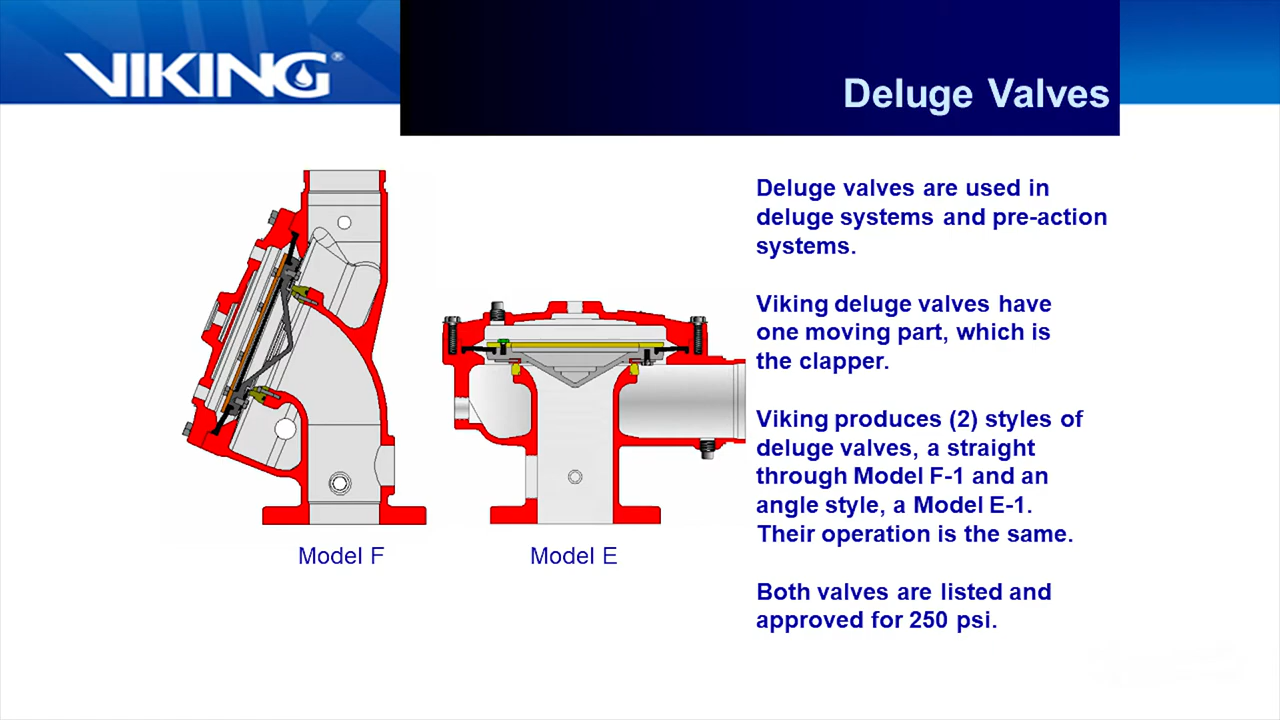 VIKING®
Deluge Valves
Deluge valves are used in
deluge systems and pre-action
systems.
Viking deluge valves have
one moving part, which is
the clapper.
Viking produces (2) styles of
deluge valves, a straight
through Model F-1 and an
angle style, a Model E-1.
Their operation is the same.
Both valves are listed and
approved for 250 psi.
Model F
Model E